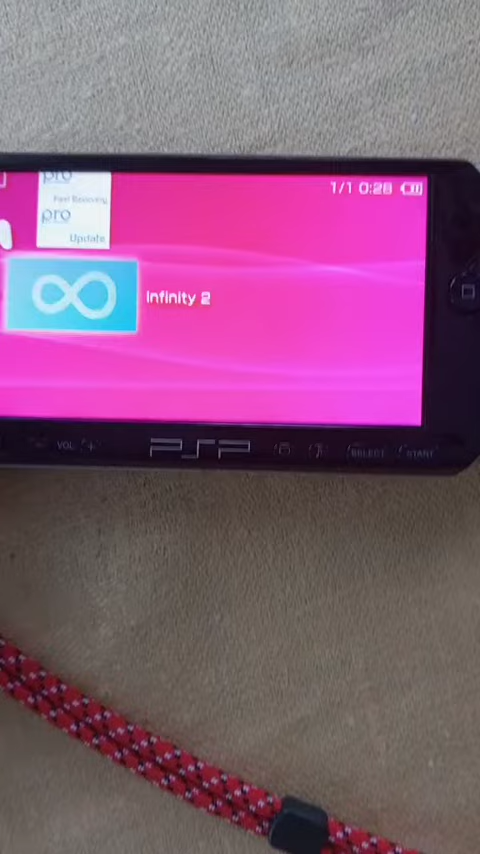 pro
1/1 0:28
Fast Recovery
pro
Update
Infinity 2
VOL +
PSP
SELECT START